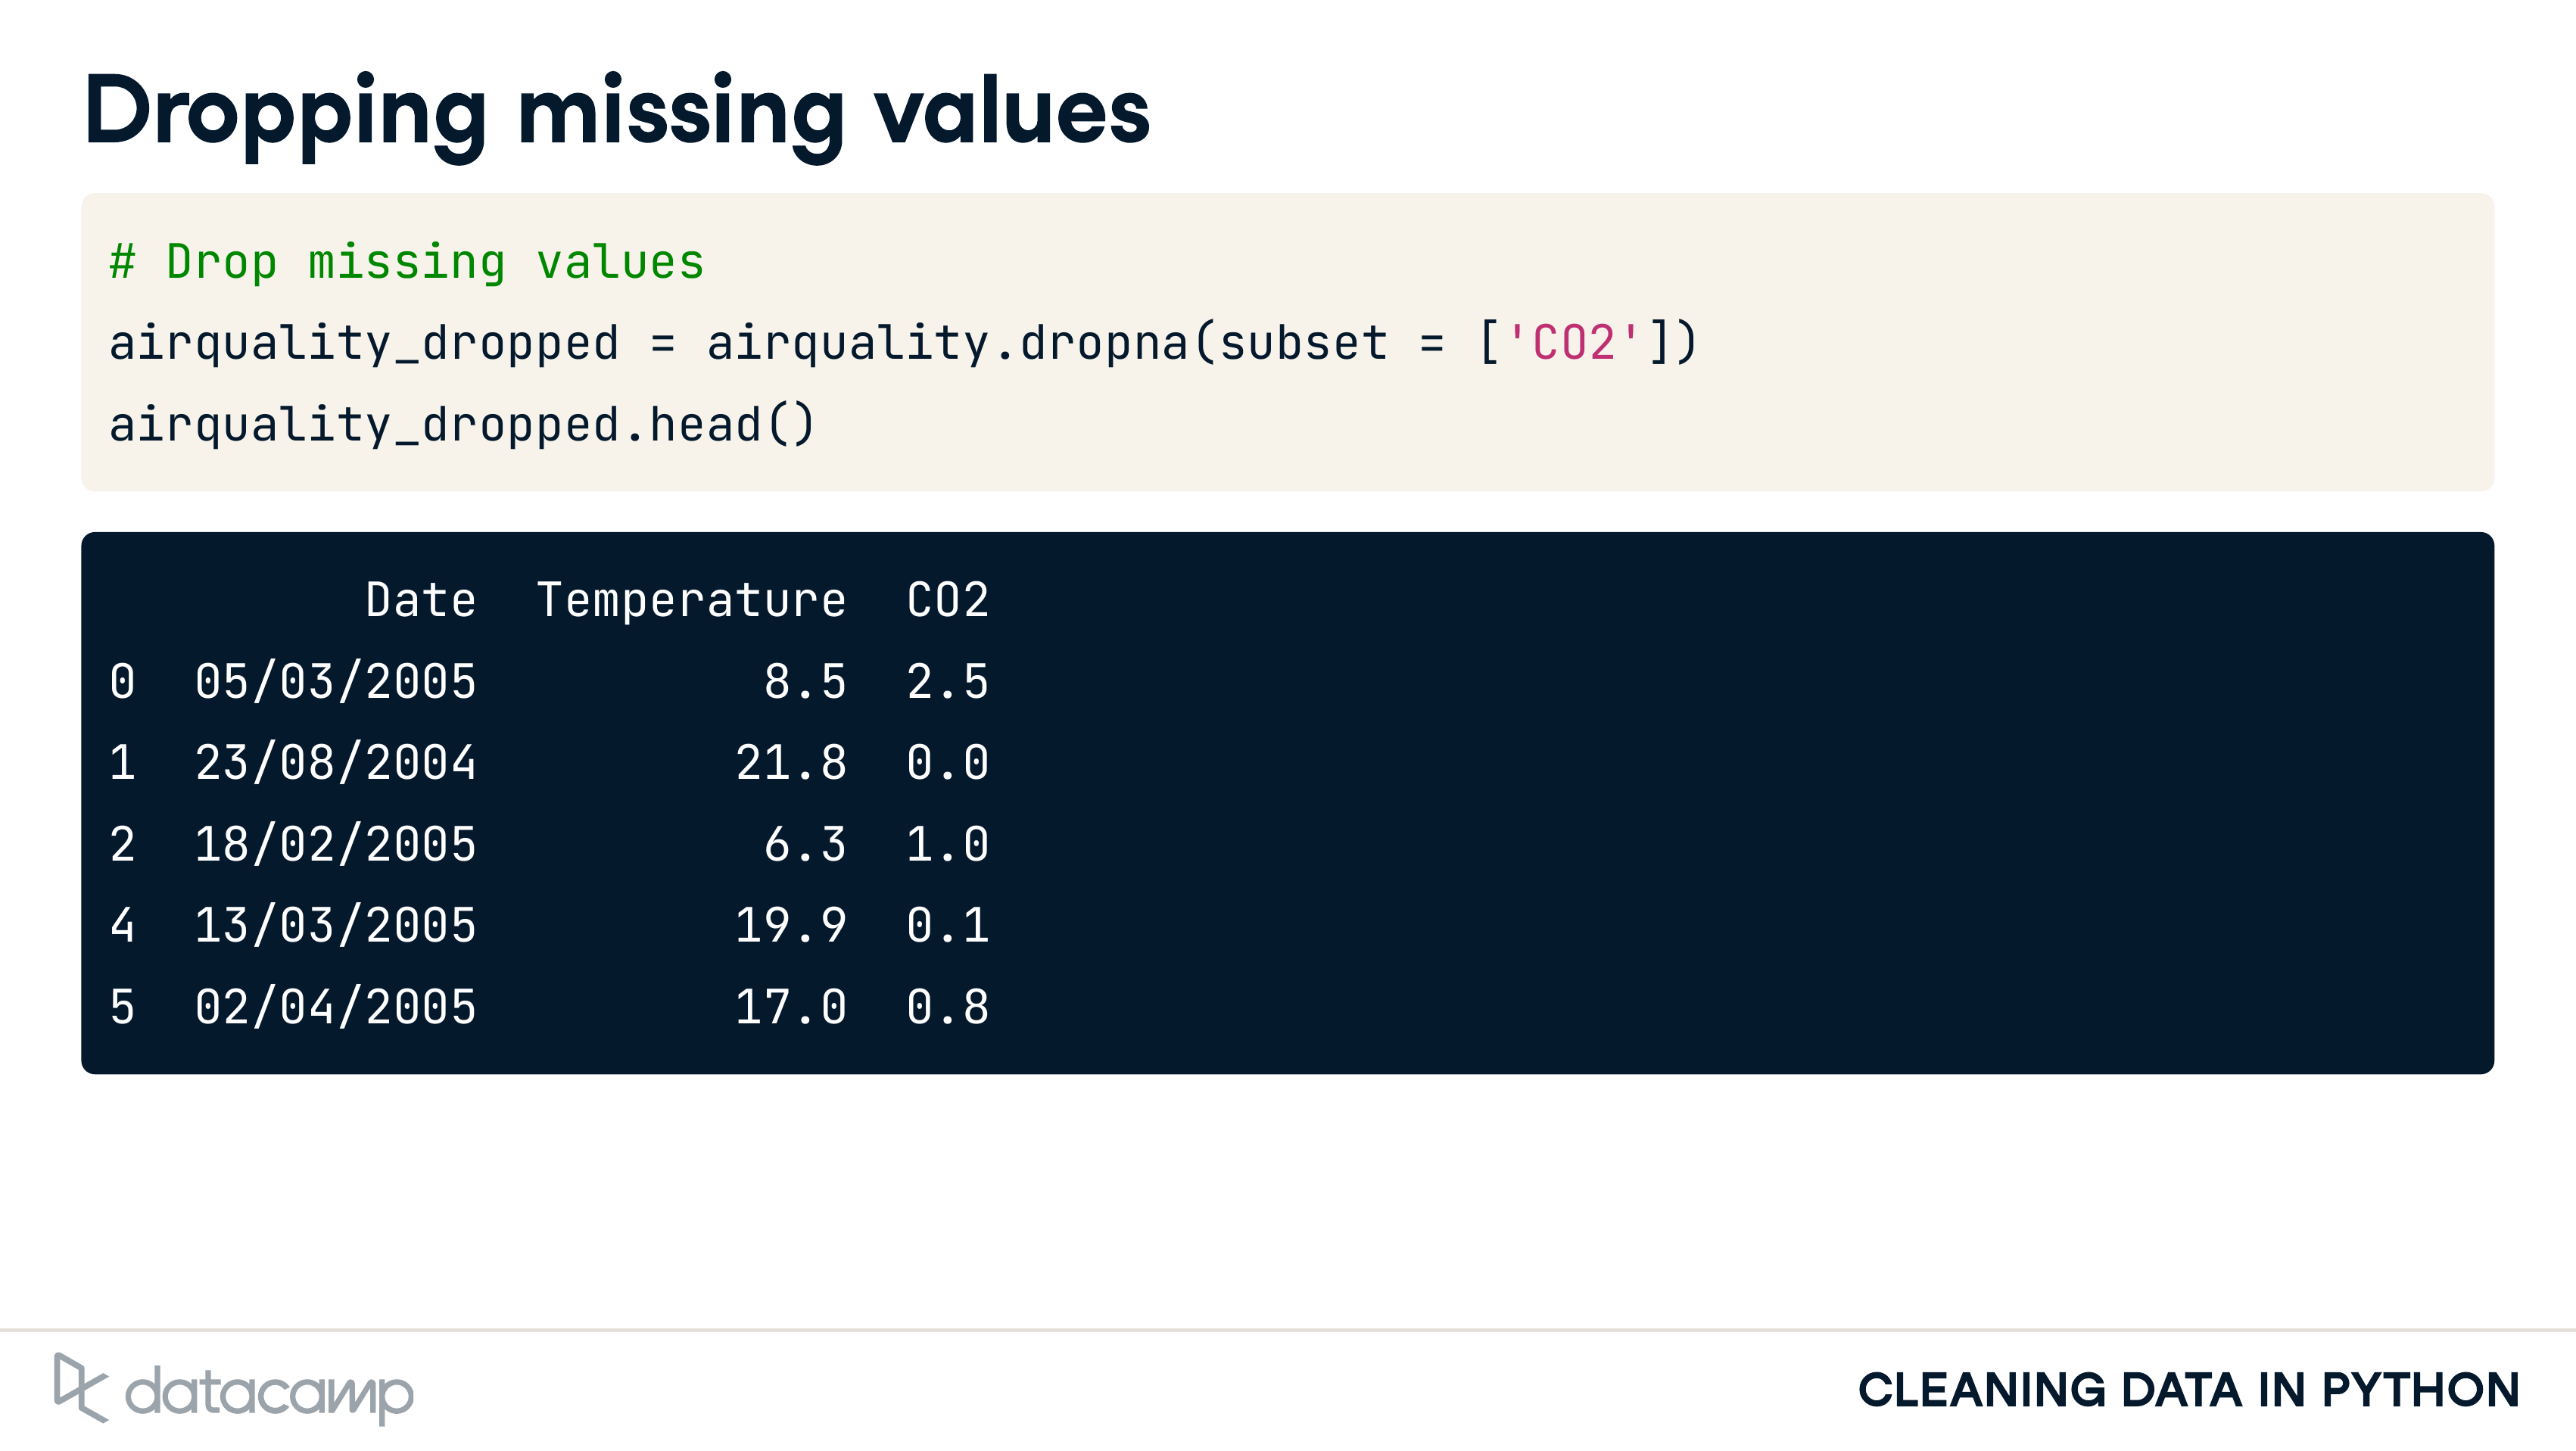 Dropping missing values
# Drop missing values
airquality_dropped = airquality.dropna(subset = ['CO2'])
airquality_dropped.head()
         Date  Temperature  CO2
0  05/03/2005          8.5  2.5
1  23/08/2004         21.8  0.0
2  18/02/2005          6.3  1.0
4  13/03/2005         19.9  0.1
5  02/04/2005         17.0  0.8
datacamp
CLEANING DATA IN PYTHON